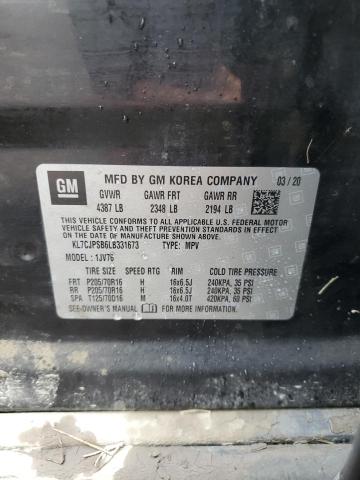 GM
MFD BY GM KOREA COMPANY 03/20
GVWR GAWR FRT GAWR RR
4387 LB 2348 LB 2194 LB
THIS VEHICLE CONFORMS TO ALL APPLICABLE U.S. FEDERAL MOTOR
VEHICLE SAFETY AND THEFT PREVENTION STANDARDS IN
EFFECT ON THE DATE OF MANUFACTURE SHOWN ABOVE.
KL7CJPSB6LB331673 TYPE: MPV
MODEL: 1JV76
TIRE SIZE SPEED RTG RIM COLD TIRE PRESSURE
FRT P205/70R16 H 16x6.5J 240KPA, 35 PSI
RR P205/70R16 H 16x6.5J 240KPA, 35 PSI
SPA T125/70D16 M 16x4.0T 420KPA, 60 PSI
SEE-OWNER'S MANUAL FOR MORE INFORMATION